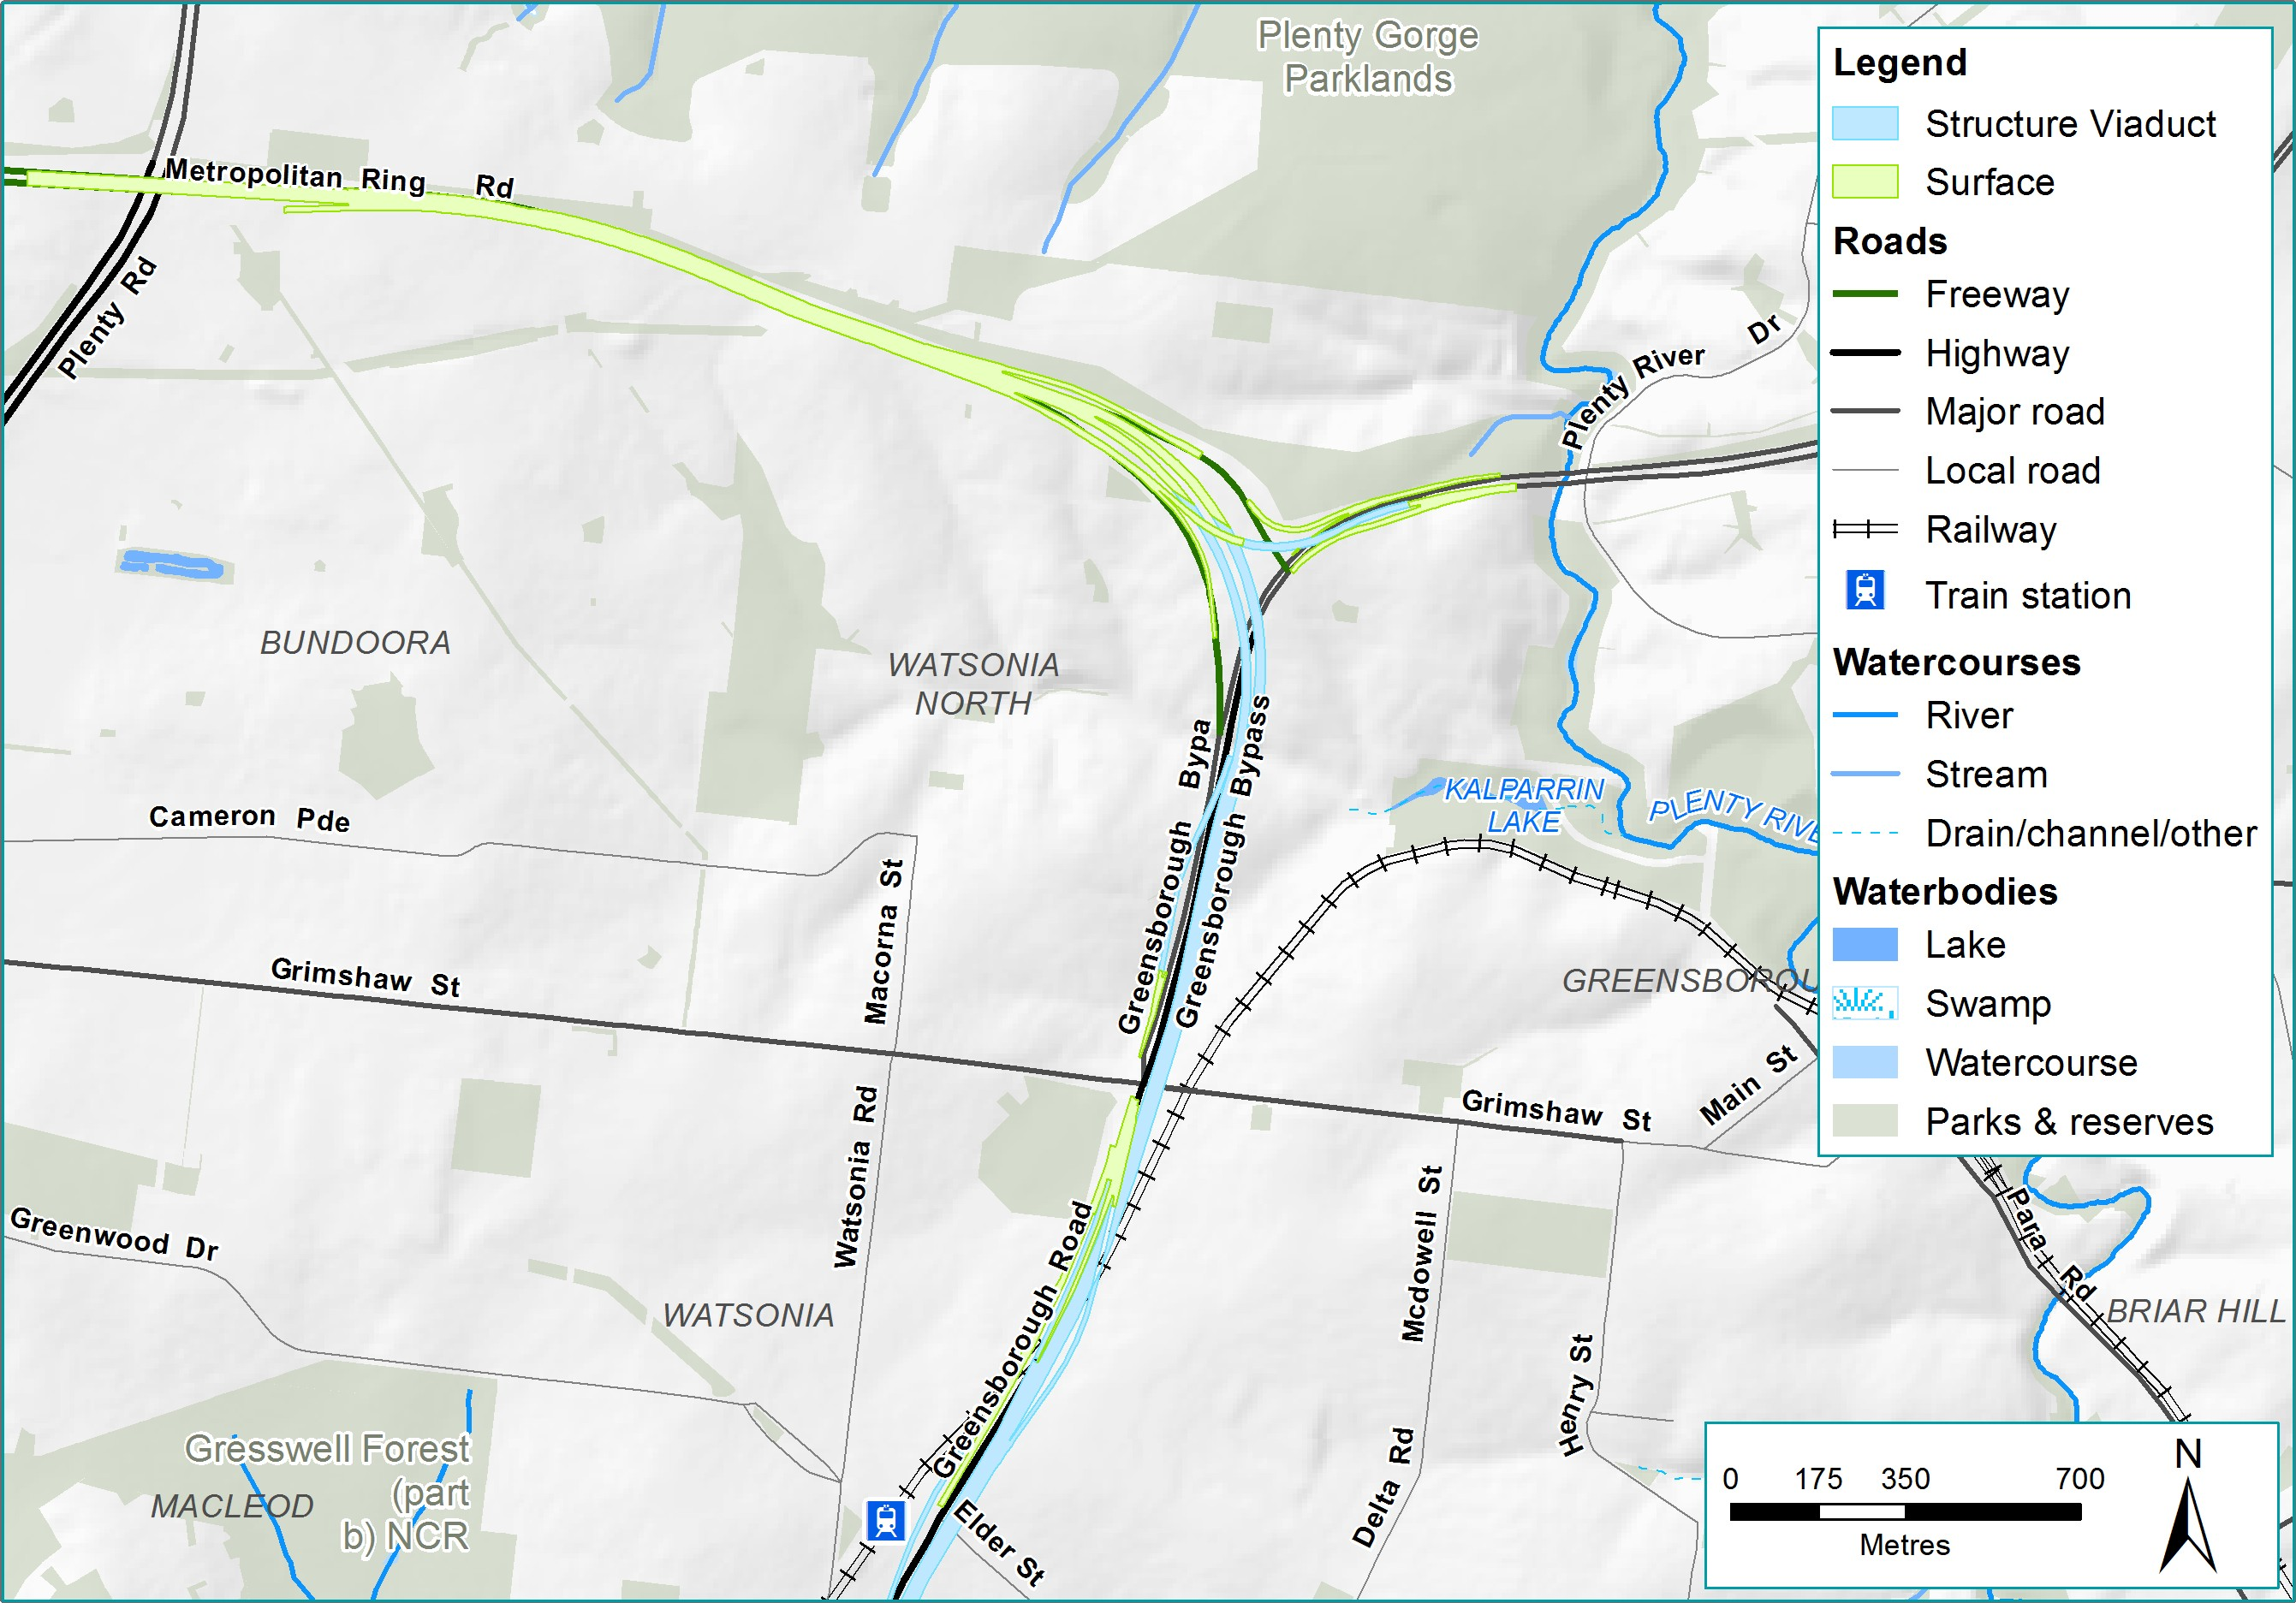 Plenty Gorge
Parklands
Metropolitan Ring Rd
Plenty Rd
Plenty River Dr
BUNDOORA
WATSONIA
NORTH
Greensborough Bypa
Greensborough Bypass
KALPARRIN
LAKE
PLENTY RIVE
Cameron Pde
Macorna St
Grimshaw St
GREENSBOROU
Main St
Grimshaw St
Watsonia Rd
Mcdowell St
Greenwood Dr
Greensborough Road
WATSONIA
Para Rd
BRIAR HILL
Henry St
Delta Rd
Gresswell Forest
(part
b) NCR
MACLEOD
Elder St
Legend
Structure Viaduct
Surface
Roads
Freeway
Highway
Major road
Local road
Railway
Train station
Watercourses
River
Stream
Drain/channel/other
Waterbodies
Lake
Swamp
Watercourse
Parks & reserves
0 175 350 700
Metres
N